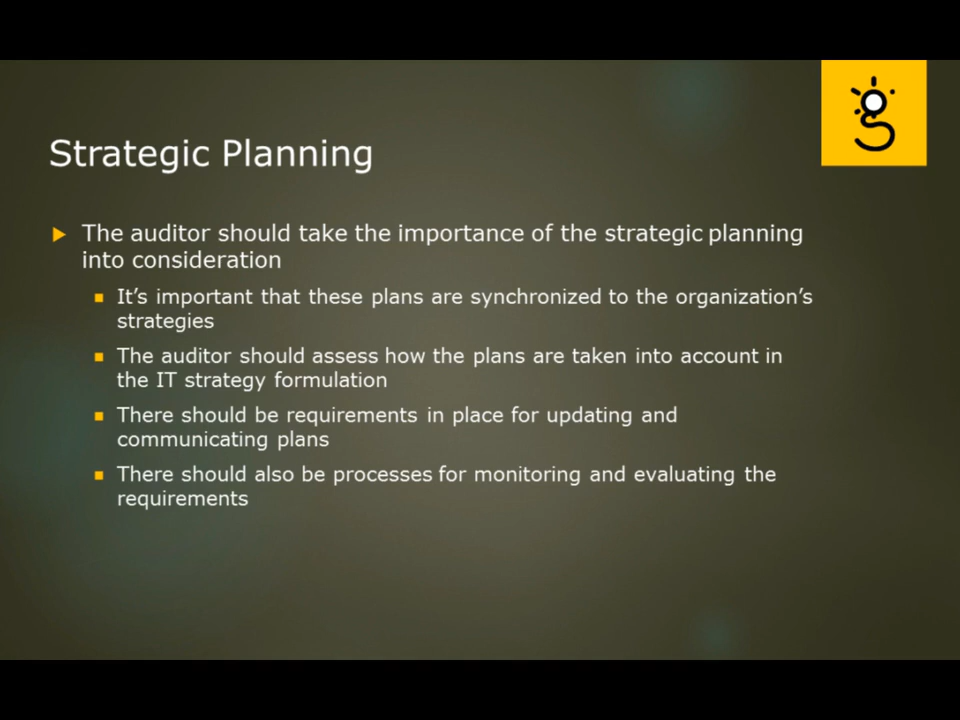 Strategic Planning
The auditor should take the importance of the strategic planning
into consideration
It’s important that these plans are synchronized to the organization’s
strategies
The auditor should assess how the plans are taken into account in
the IT strategy formulation
There should be requirements in place for updating and
communicating plans
There should also be processes for monitoring and evaluating the
requirements